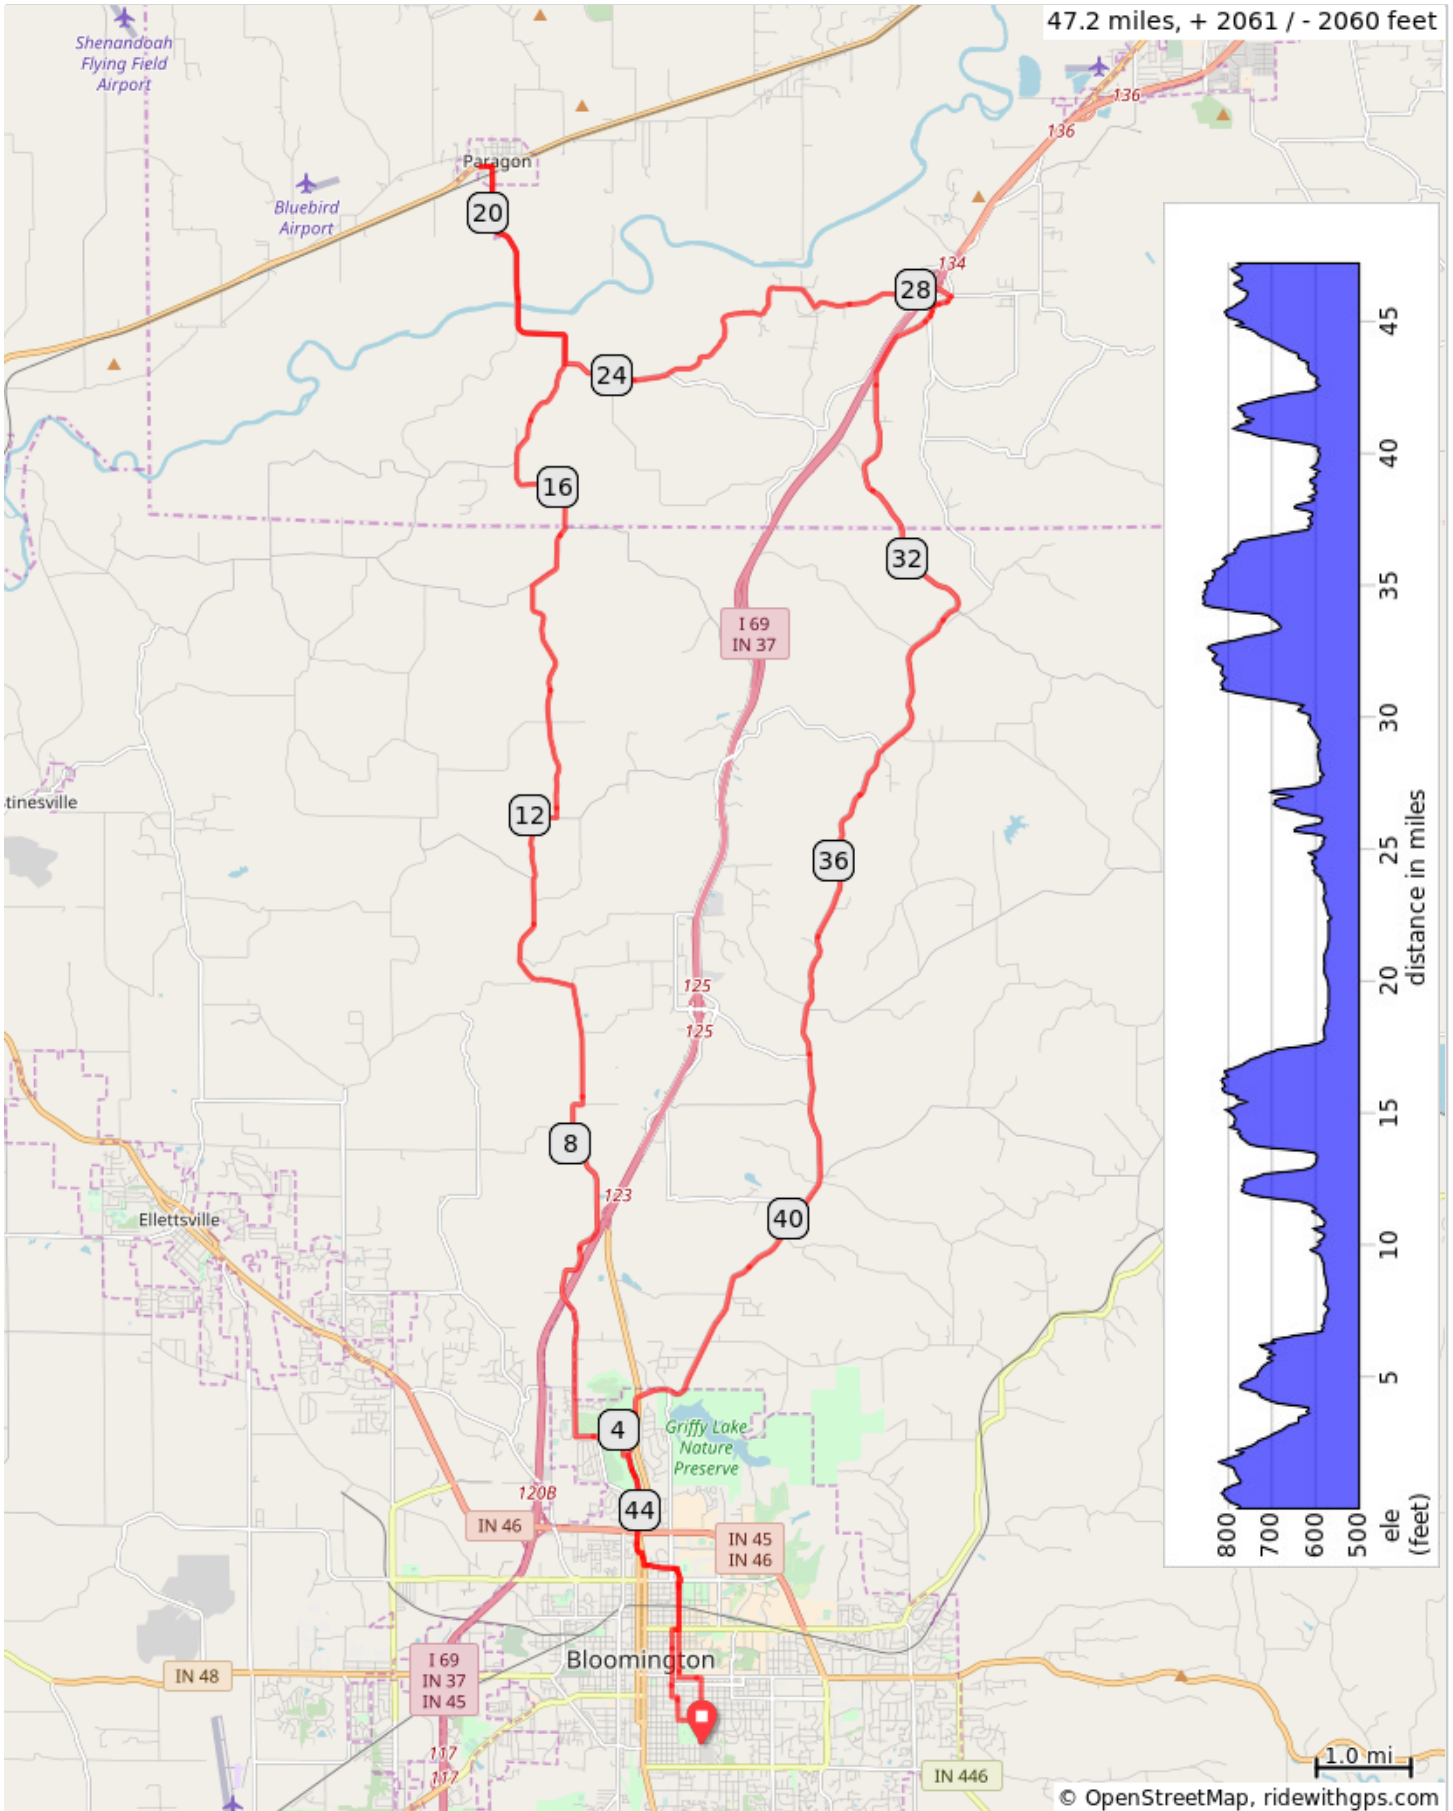 47.2 miles, + 2061 / - 2060 feet
Shenandoah
Flying Field
Airport
136
136
Paragon
Bluebird
Airport
20
134
28
24
16
32
I 69
IN 37
stinesville
12
36
125
125
8
123
Ellettsville
40
4
Griffy Lake
Nature
Preserve
120B
44
IN 46
IN 45
IN 46
Bloomington
I 69
IN 37
IN 45
IN 48
117
117
IN 446
1.0 mi
45
40
35
30
25
20
15
10
5
distance in miles
800
700
600
500
ele
(feet)
© OpenStreetMap, ridewithgps.com